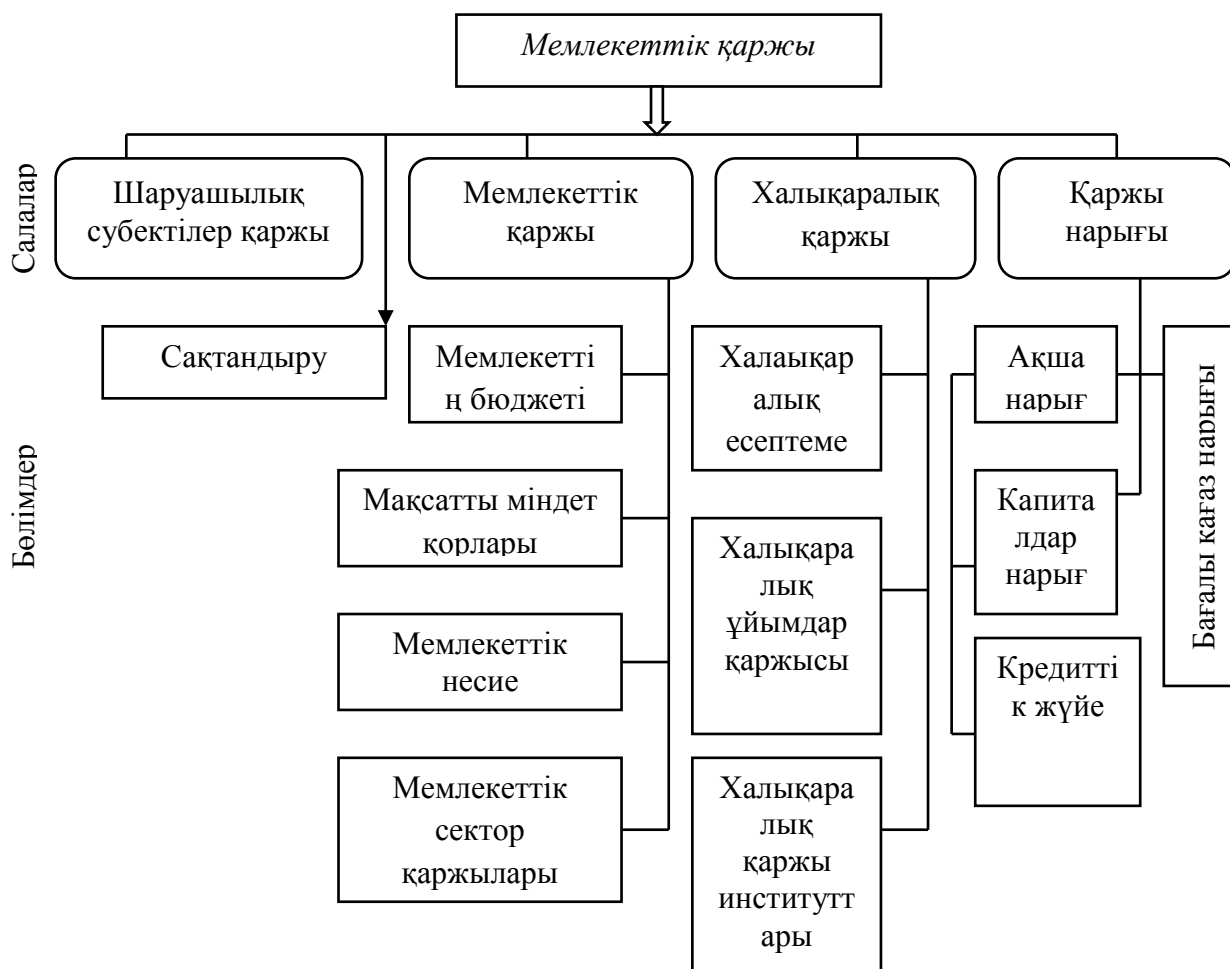 Мемлекеттік қаржы
Салалар
Шаруашылық
субектілер қаржы
Мемлекеттік
қаржы
Халықаралық
қаржы
Қаржы
нарығы
Бөлімдер
Сақтандыру
Мемлекетті
ң бюджеті
Мақсатты міндет
қорлары
Мемлекеттік
несие
Мемлекеттік
сектор
қаржылары
Халаықар
алық
есептеме
Халықара
лық
ұйымдар
қаржысы
Халықара
лық
қаржы
институтт
ары
Ақша
нарығ
Капита
лдар
нарығ
Кредитті
к жүйе
Бағалы кағаз нарығы